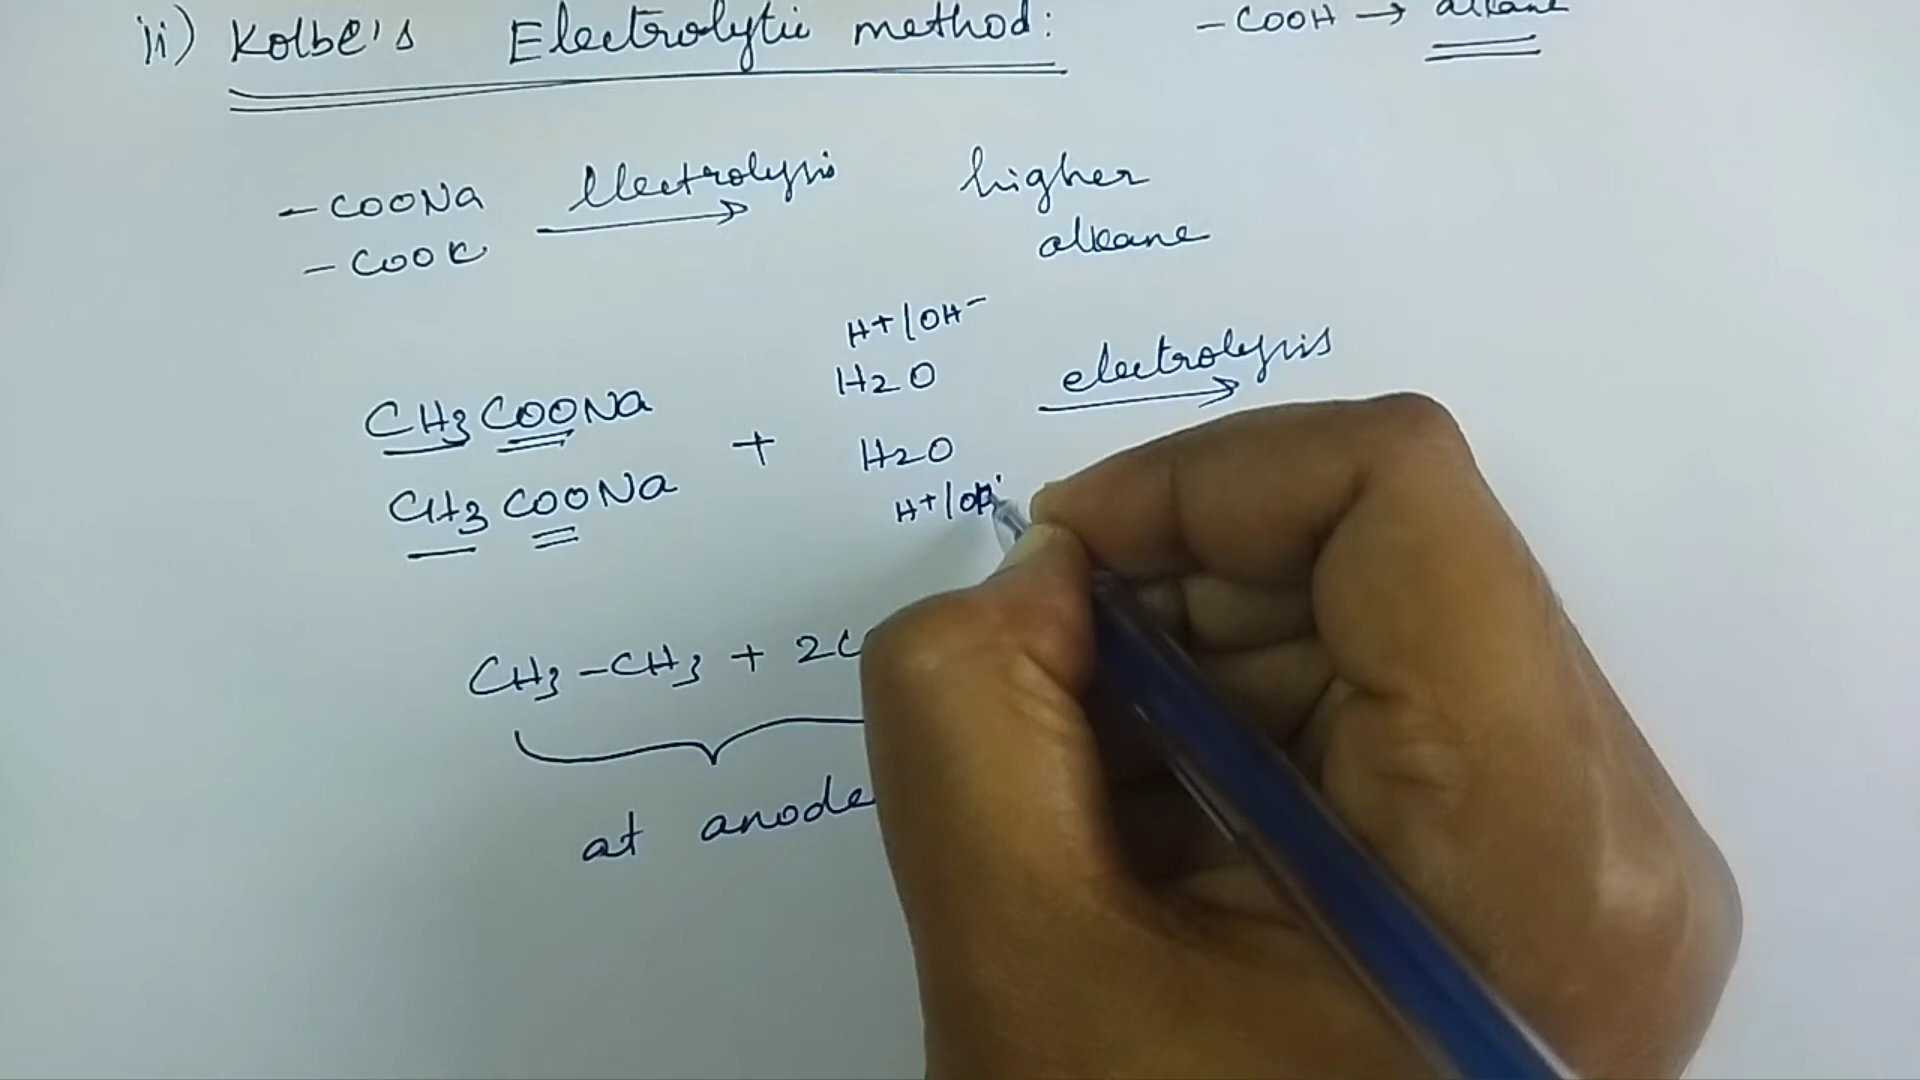 ii) Kolbe's Electrolytic method:
-COOH → alkane
-COONa Electrolysis higher
-COOK alkane
H+/OH-
CH3COONa H2O electrolysis
+
CH3COONa H2O
H+/OH
CH3-CH3 + 2C
at anode